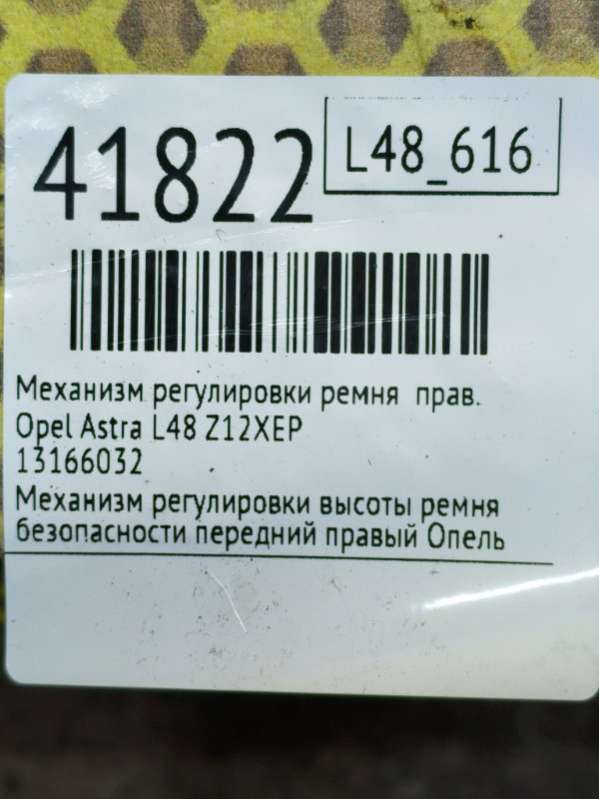 41822
L48_616
Механизм регулировки ремня прав.
Opel Astra L48 Z12XEP
13166032
Механизм регулировки высоты ремня
безопасности передний правый Опель